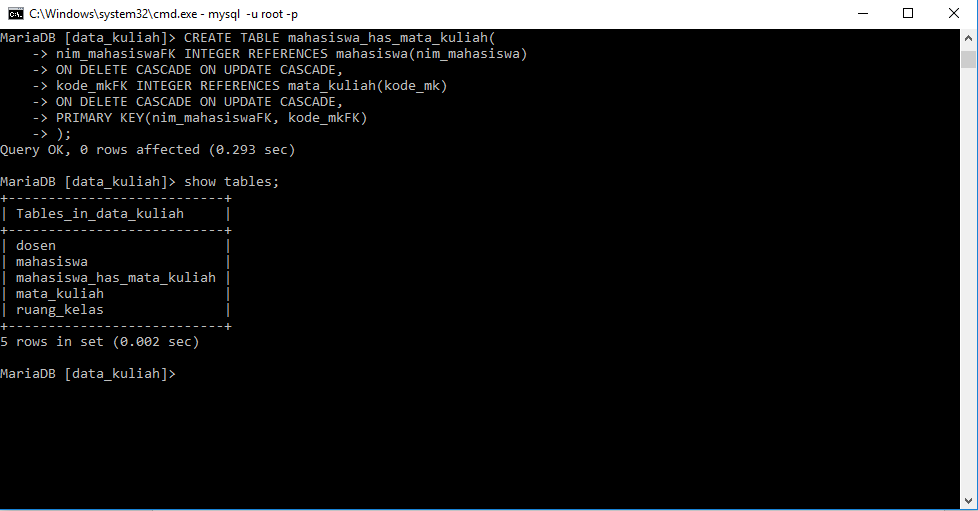 C:\Windows\system32\cmd.exe - mysql  -u root -p
MariaDB [data_kuliah]> CREATE TABLE mahasiswa_has_mata_kuliah(
    -> nim_mahasiswaFK INTEGER REFERENCES mahasiswa(nim_mahasiswa)
    -> ON DELETE CASCADE ON UPDATE CASCADE,
    -> kode_mkFK INTEGER REFERENCES mata_kuliah(kode_mk)
    -> ON DELETE CASCADE ON UPDATE CASCADE,
    -> PRIMARY KEY(nim_mahasiswaFK, kode_mkFK)
    -> );
Query OK, 0 rows affected (0.293 sec)
MariaDB [data_kuliah]> show tables;
+---------------------------+
| Tables_in_data_kuliah     |
+---------------------------+
| dosen                     |
| mahasiswa                 |
| mahasiswa_has_mata_kuliah |
| mata_kuliah               |
| ruang_kelas               |
+---------------------------+
5 rows in set (0.002 sec)
MariaDB [data_kuliah]>